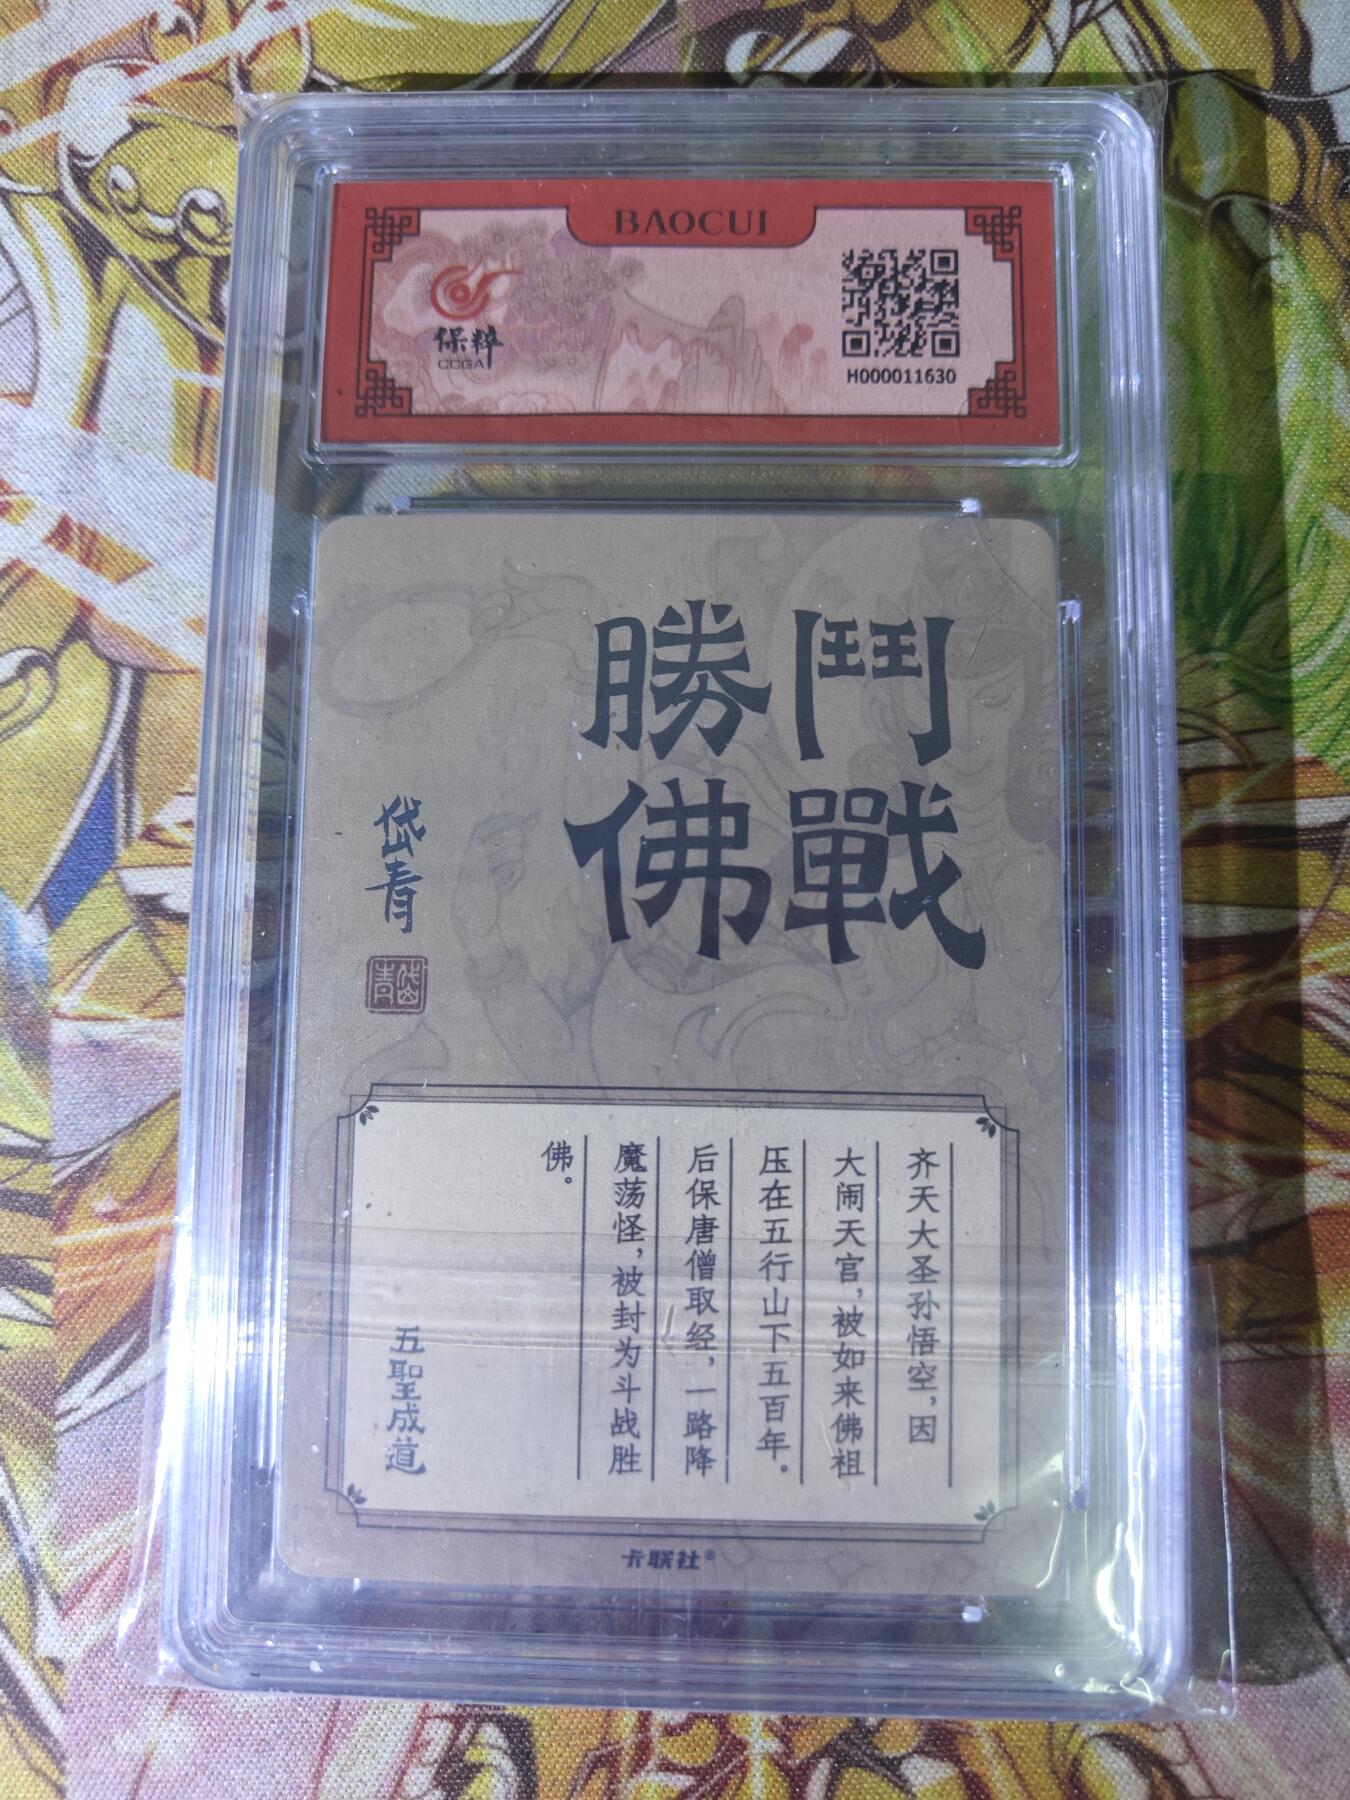 BAOCUI
保粹
CCGA
H000011630
鬥戰
勝佛
岱青
岱青
齐天大圣孙悟空，因
大闹天宫，被如来佛祖
压在五行山下五百年。
后保唐僧取经，一路降
魔荡怪，被封为斗战胜
佛。
五聖成道
卡联社®